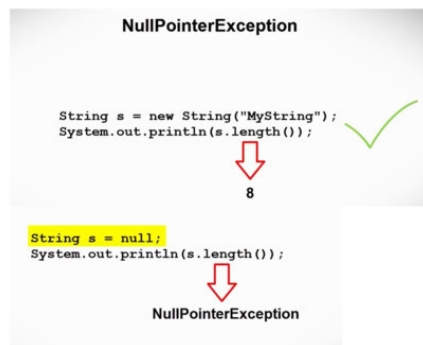 NullPointerException
String s = new String("MyString");
System.out.println(s.length());
8
String s = null;
System.out.println(s.length());
NullPointerException